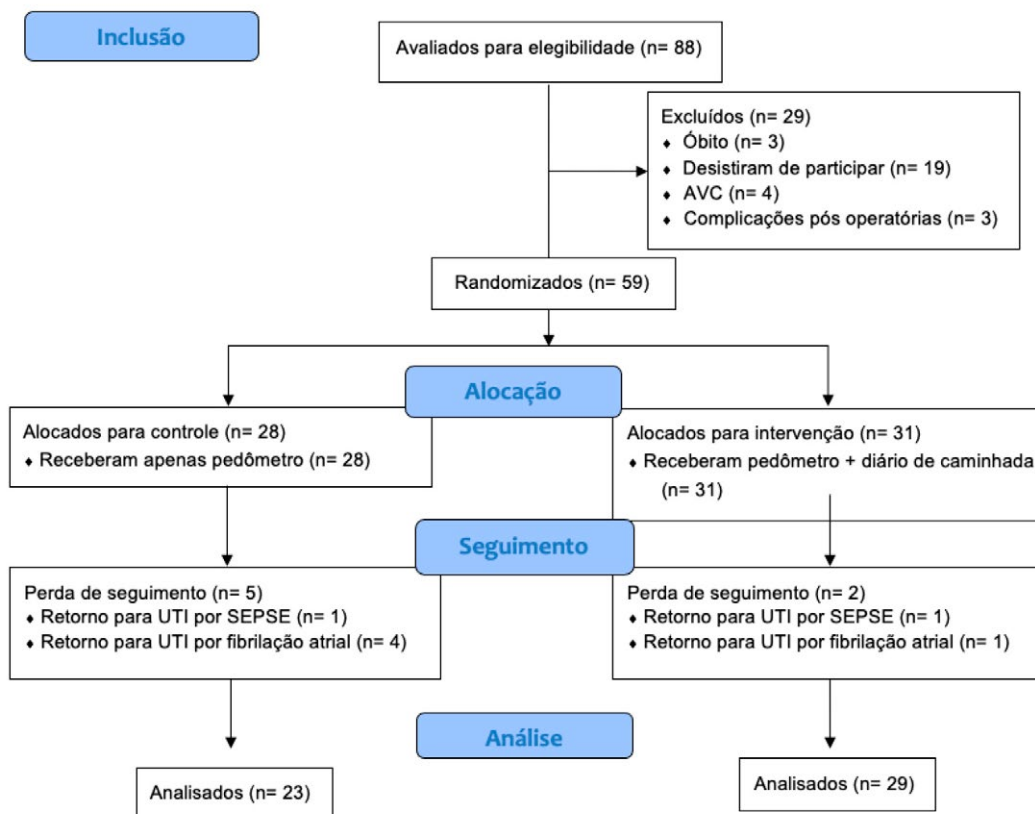 Inclusão
Avaliados para elegibilidade (n= 88)
Excluídos (n= 29)
♦ Óbito (n= 3)
♦ Desistiram de participar (n= 19)
♦ AVC (n= 4)
♦ Complicações pós operatórias (n= 3)
Randomizados (n= 59)
Alocação
Alocados para controle (n= 28)
♦ Receberam apenas pedômetro (n= 28)
Alocados para intervenção (n= 31)
♦ Receberam pedômetro + diário de caminhada
(n= 31)
Seguimento
Perda de seguimento (n= 5)
♦ Retorno para UTI por SEPSE (n= 1)
♦ Retorno para UTI por fibrilação atrial (n= 4)
Perda de seguimento (n= 2)
♦ Retorno para UTI por SEPSE (n= 1)
♦ Retorno para UTI por fibrilação atrial (n= 1)
Análise
Analisados (n= 23)
Analisados (n= 29)